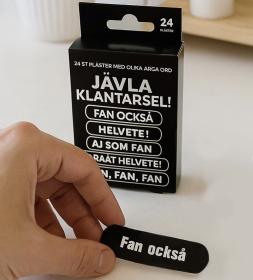 24
PLÅSTER
24 ST PLÅSTER MED OLIKA ARGA ORD
JÄVLA
KLANTARSEL!
FAN OCKSÅ
HELVETE!
AJ SOM FAN
RAÄT HELVETE!
N, FAN, FAN
Fan också